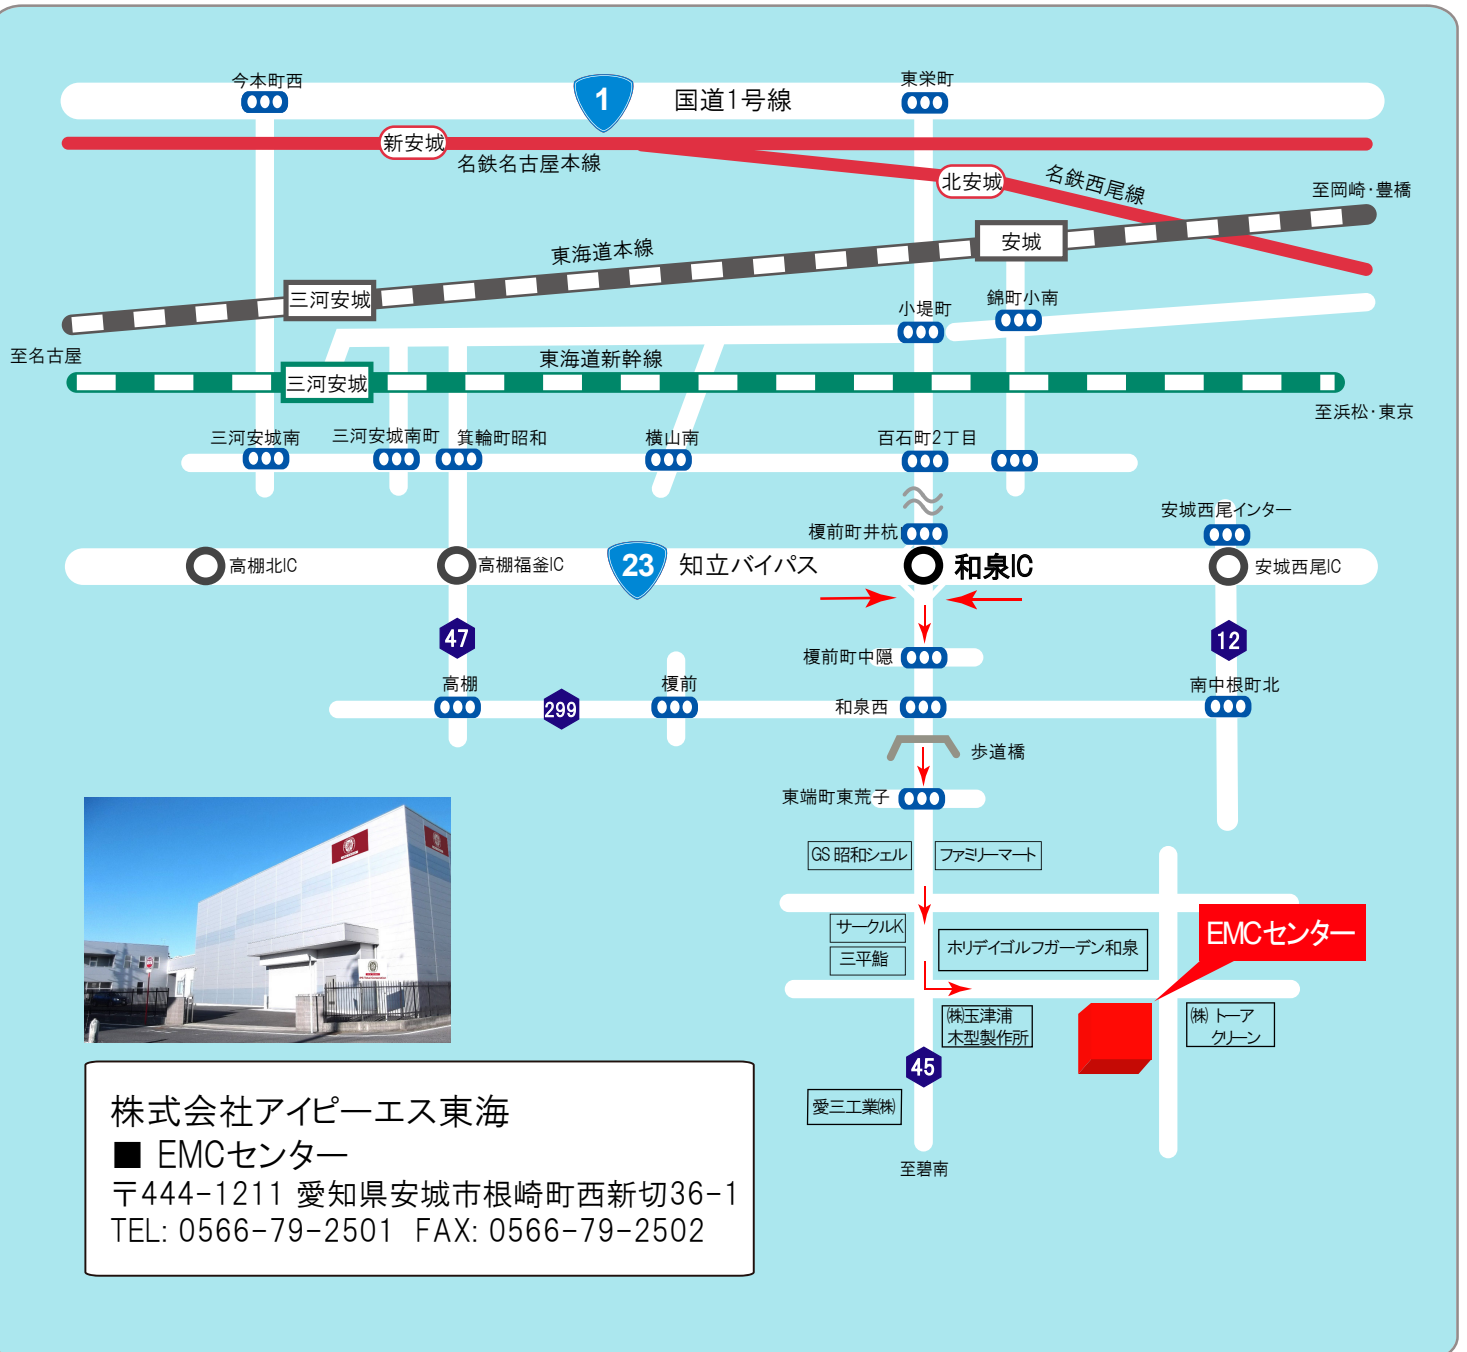 今本町西
1
国道1号線
東栄町
新安城
名鉄名古屋本線
北安城
名鉄西尾線
至岡崎・豊橋
安城
東海道本線
三河安城
小堤町
錦町小南
至名古屋
東海道新幹線
三河安城
至浜松・東京
三河安城南
三河安城南町
箕輪町昭和
横山南
百石町2丁目
榎前町井杭
安城西尾インター
高棚北IC
高棚福釜IC
23
知立バイパス
和泉IC
安城西尾IC
47
12
榎前町中隠
高棚
299
榎前
和泉西
南中根町北
歩道橋
東端町東荒子
GS 昭和シェル
ファミリーマート
サークルK
三平鮨
ホリデイゴルフガーデン和泉
EMCセンター
㈱玉津浦
木型製作所
㈱ トーア
クリーン
45
愛三工業㈱
至碧南
株式会社アイピーエス東海
■ EMCセンター
〒444-1211 愛知県安城市根崎町西新切36-1
TEL: 0566-79-2501 FAX: 0566-79-2502